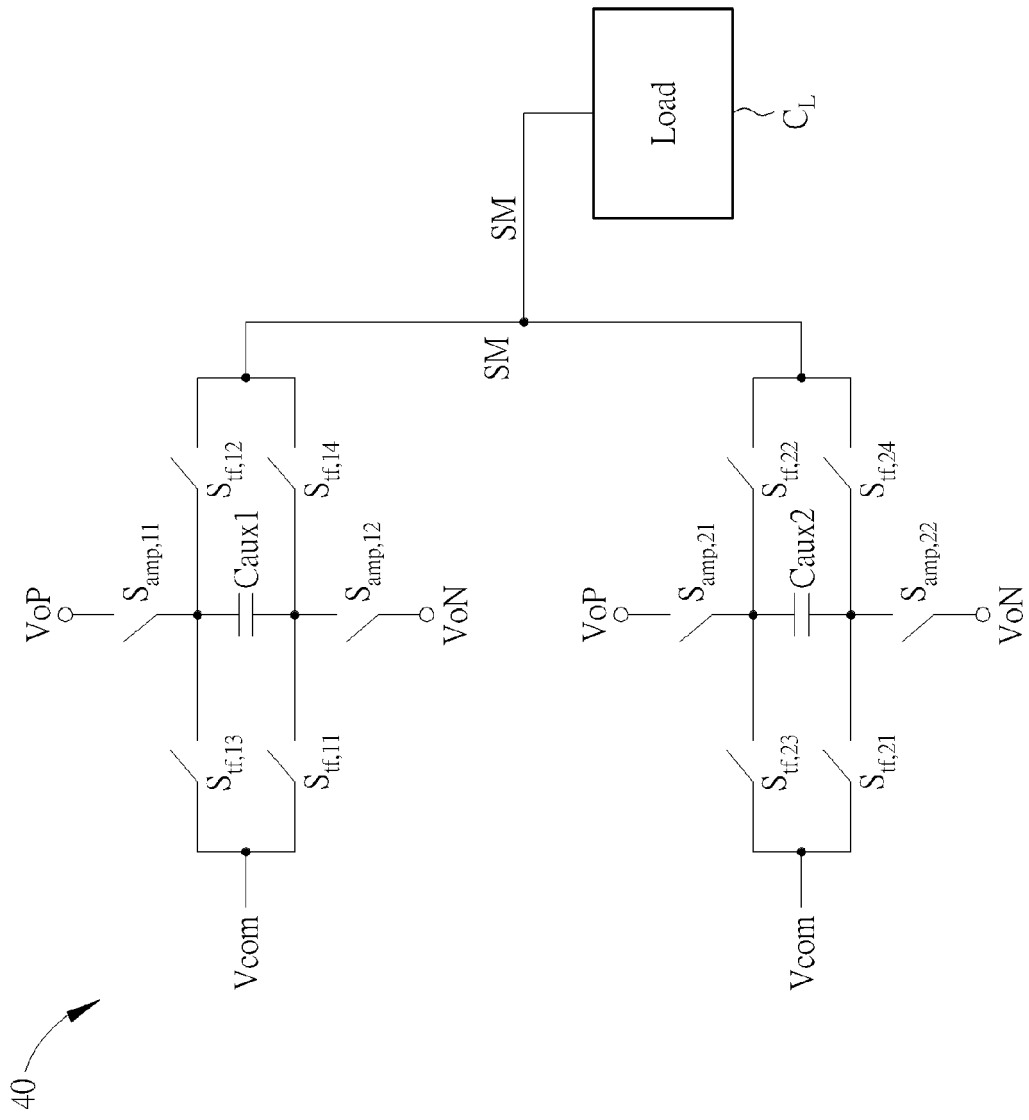 40
VoP
S_amp,11
S_tf,13
S_tf,12
Caux1
Vcom
S_tf,11
S_tf,14
S_amp,12
VoN
SM
SM
Load
C_L
VoP
S_amp,21
S_tf,23
S_tf,22
Caux2
Vcom
S_tf,21
S_tf,24
S_amp,22
VoN